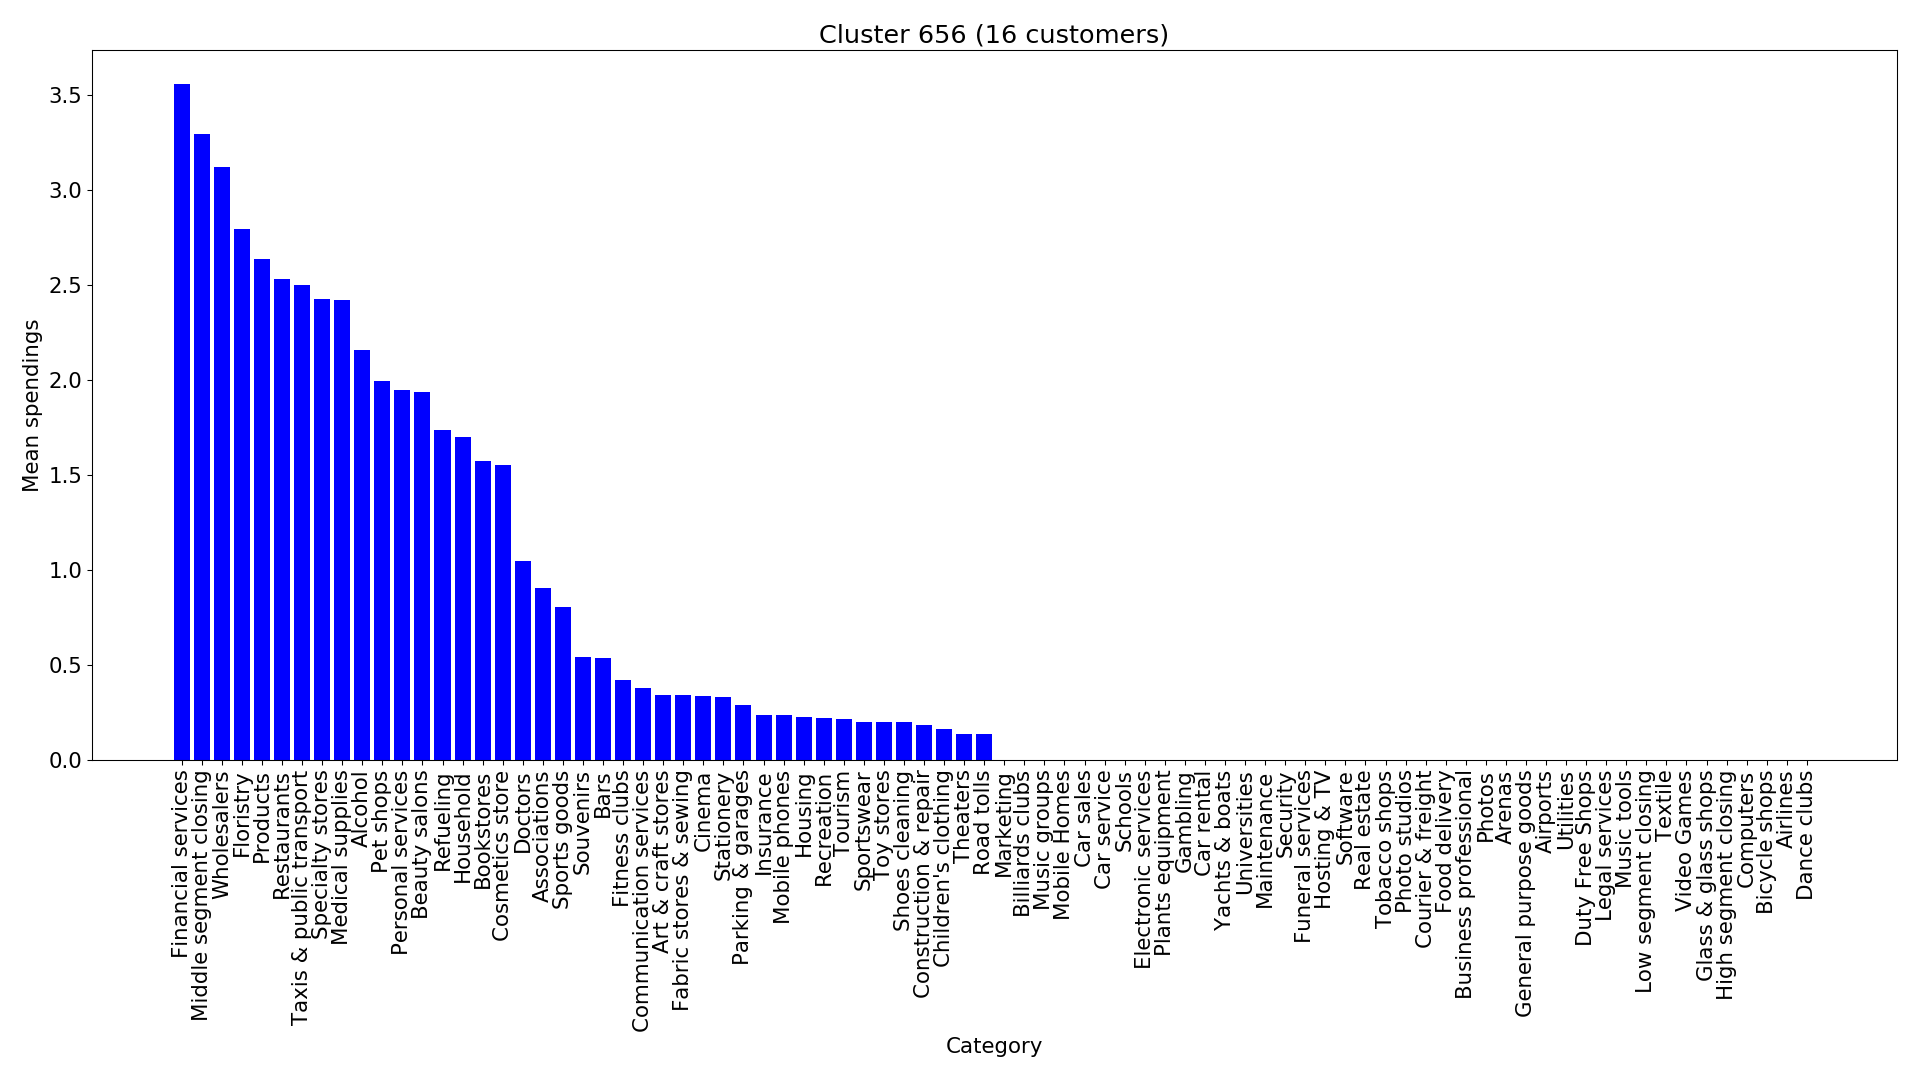 Cluster 656 (16 customers)
Mean spendings
3.5
3.0
2.5
2.0
1.5
1.0
0.5
0.0
Financial services
Middle segment closing
Wholesalers
Floristry
Products
Restaurants
Taxis & public transport
Specialty stores
Medical supplies
Alcohol
Pet shops
Personal services
Beauty salons
Refuelling
Household
Bookstores
Cosmetics store
Doctors
Associations
Sports goods
Souvenirs
Bars
Fitness clubs
Communication services
Art & craft stores
Fabric stores & sewing
Cinema
Stationery
Parking & garages
Insurance
Mobile phones
Housing
Recreation
Tourism
Sportswear
Toy stores
Shoes cleaning
Construction & repair
Children's clothing
Theaters
Road tolls
Marketing
Billiards clubs
Music groups
Mobile Homes
Car sales
Car service
Schools
Electronic services
Plants equipment
Gambling
Car rental
Yachts & boats
Universities
Maintenance
Security
Funeral services
Hosting & TV
Software
Real estate
Tobacco shops
Photo studios
Courier & freight
Food delivery
Business professional
Photos
Arenas
General purpose goods
Airports
Utilities
Duty Free Shops
Legal services
Music tools
Low segment closing
Textile
Video Games
Glass & glass shops
High segment closing
Computers
Bicycle shops
Airlines
Dance clubs
Category